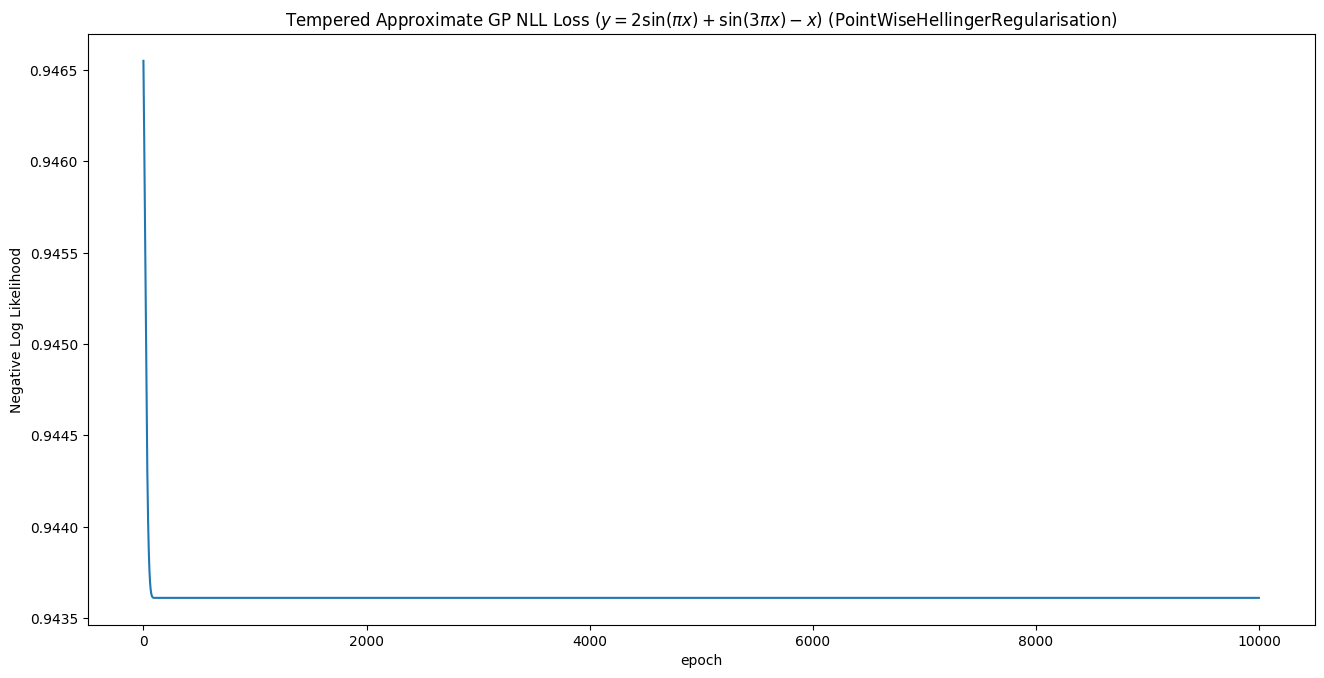 Tempered Approximate GP NLL Loss (y = 2sin(πx) + sin(3πx) − x) (PointWiseHellingerRegularisation)
0.9465
0.9460
0.9455
0.9450
0.9445
0.9440
0.9435
Negative Log Likelihood
0 2000 4000 6000 8000 10000
epoch